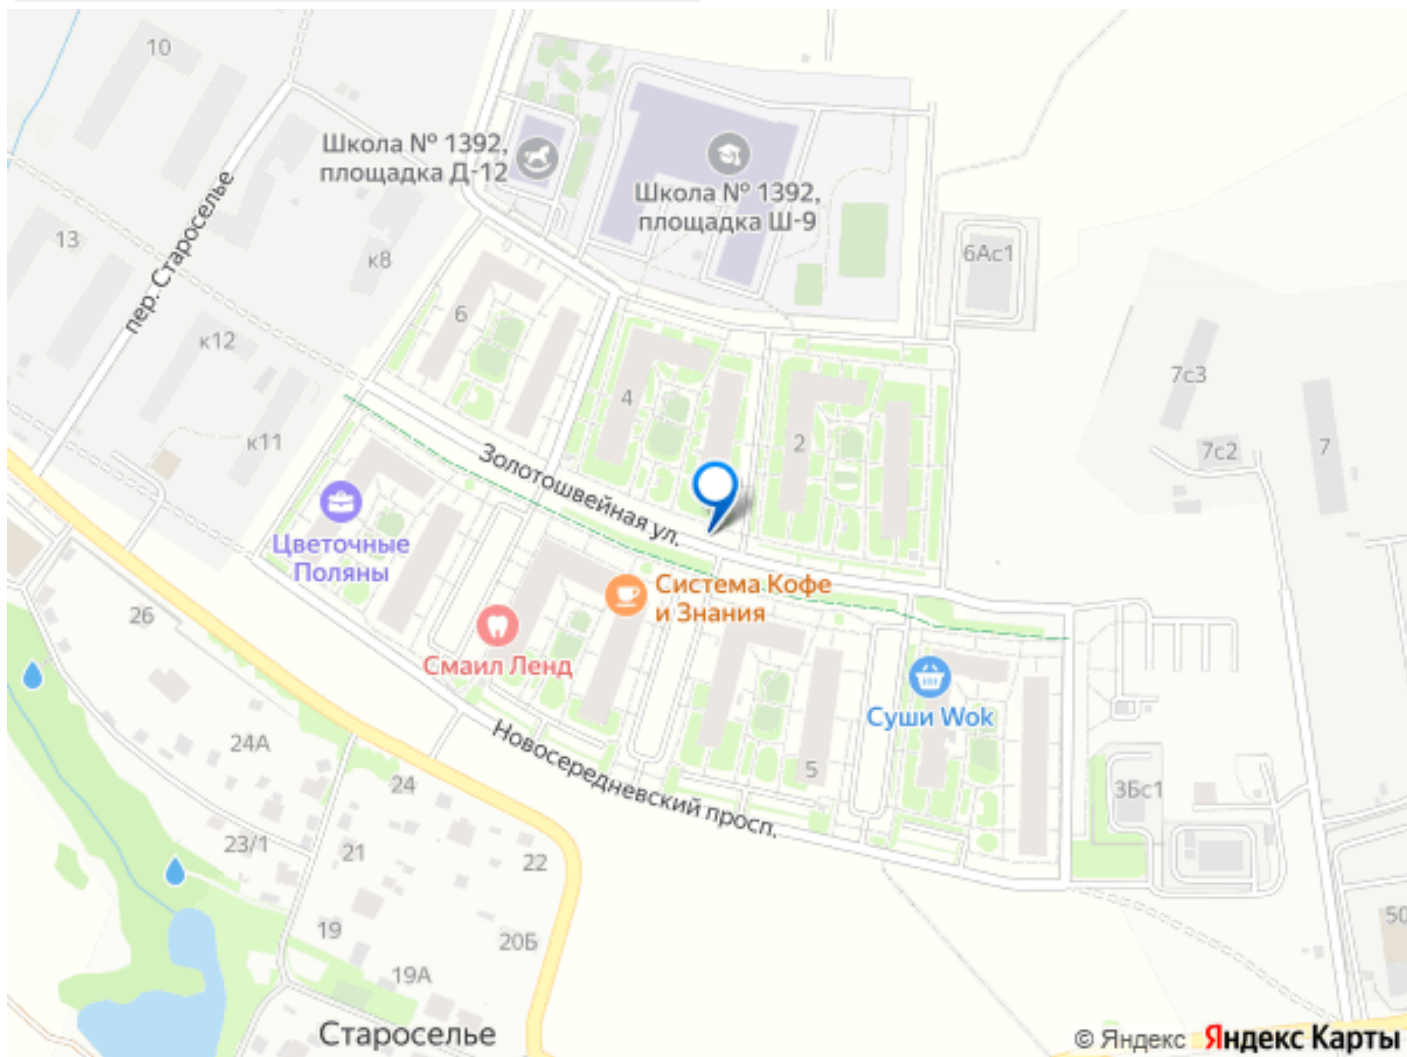 10
Школа № 1392,
площадка Д-12
Школа № 1392,
площадка Ш-9
пер. Староселье
13
к8
6Ас1
6
к12
7с3
4
2
7с2
7
к11
Золотошвейная ул.
Цветочные
Поляны
Система Кофе
и Знания
26
Смаил Ленд
Суши Wok
24А
Новосередневский просп.
5
24
3Бс1
23/1
21
22
19
20Б
50
19А
Староселье
© Яндекс Яндекс Карты